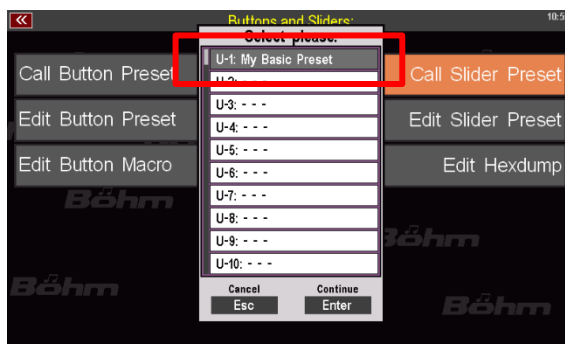 Buttons and Sliders:
10:5
Select please:
U-1: My Basic Preset
U-2: - - -
U-3: - - -
U-4: - - -
U-5: - - -
U-6: - - -
U-7: - - -
U-8: - - -
U-9: - - -
U-10: - - -
Cancel
Esc
Continue
Enter
Call Button Preset
Edit Button Preset
Edit Button Macro
Call Slider Preset
Edit Slider Preset
Edit Hexdump
Böhm
Böhm
Böhm
Böhm